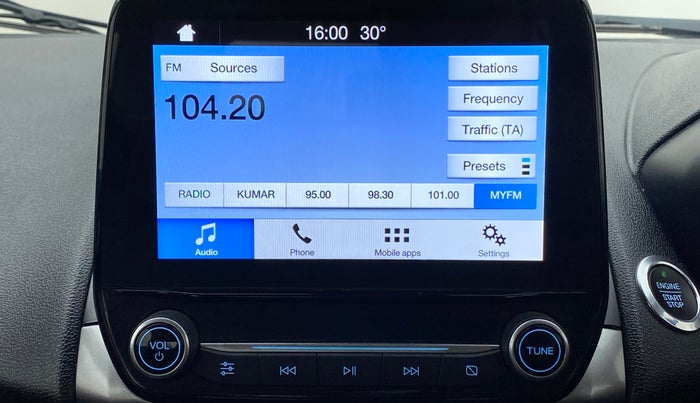 16:00 30°
FM Sources
Stations
104.20
Frequency
Traffic (TA)
Presets
RADIO KUMAR 95.00 98.30 101.00 MYFM
Audio Phone Mobile apps Settings
ENGINE
START
STOP
VOL
TUNE